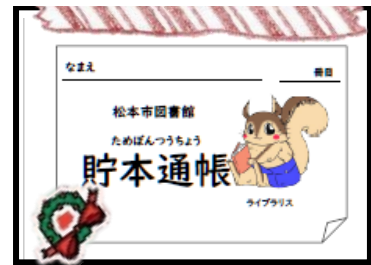 なまえ
冊目
松本市図書館
ためぽんつうちょう
貯本通帳
ライブラリス